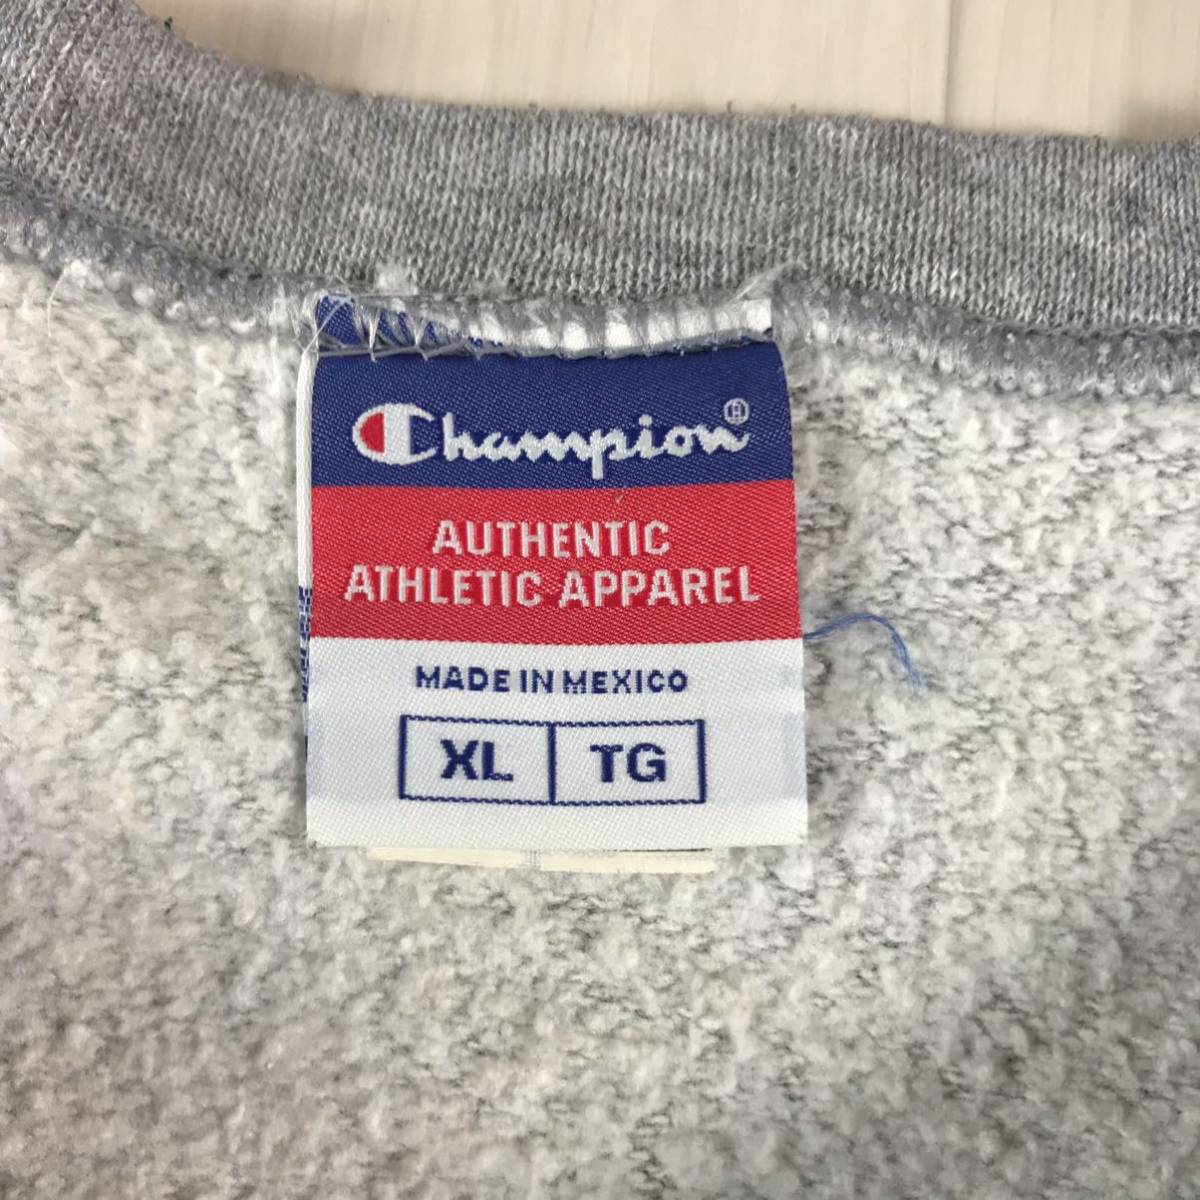 Champion®
AUTHENTIC
ATHLETIC APPAREL
MADE IN MEXICO
XL TG